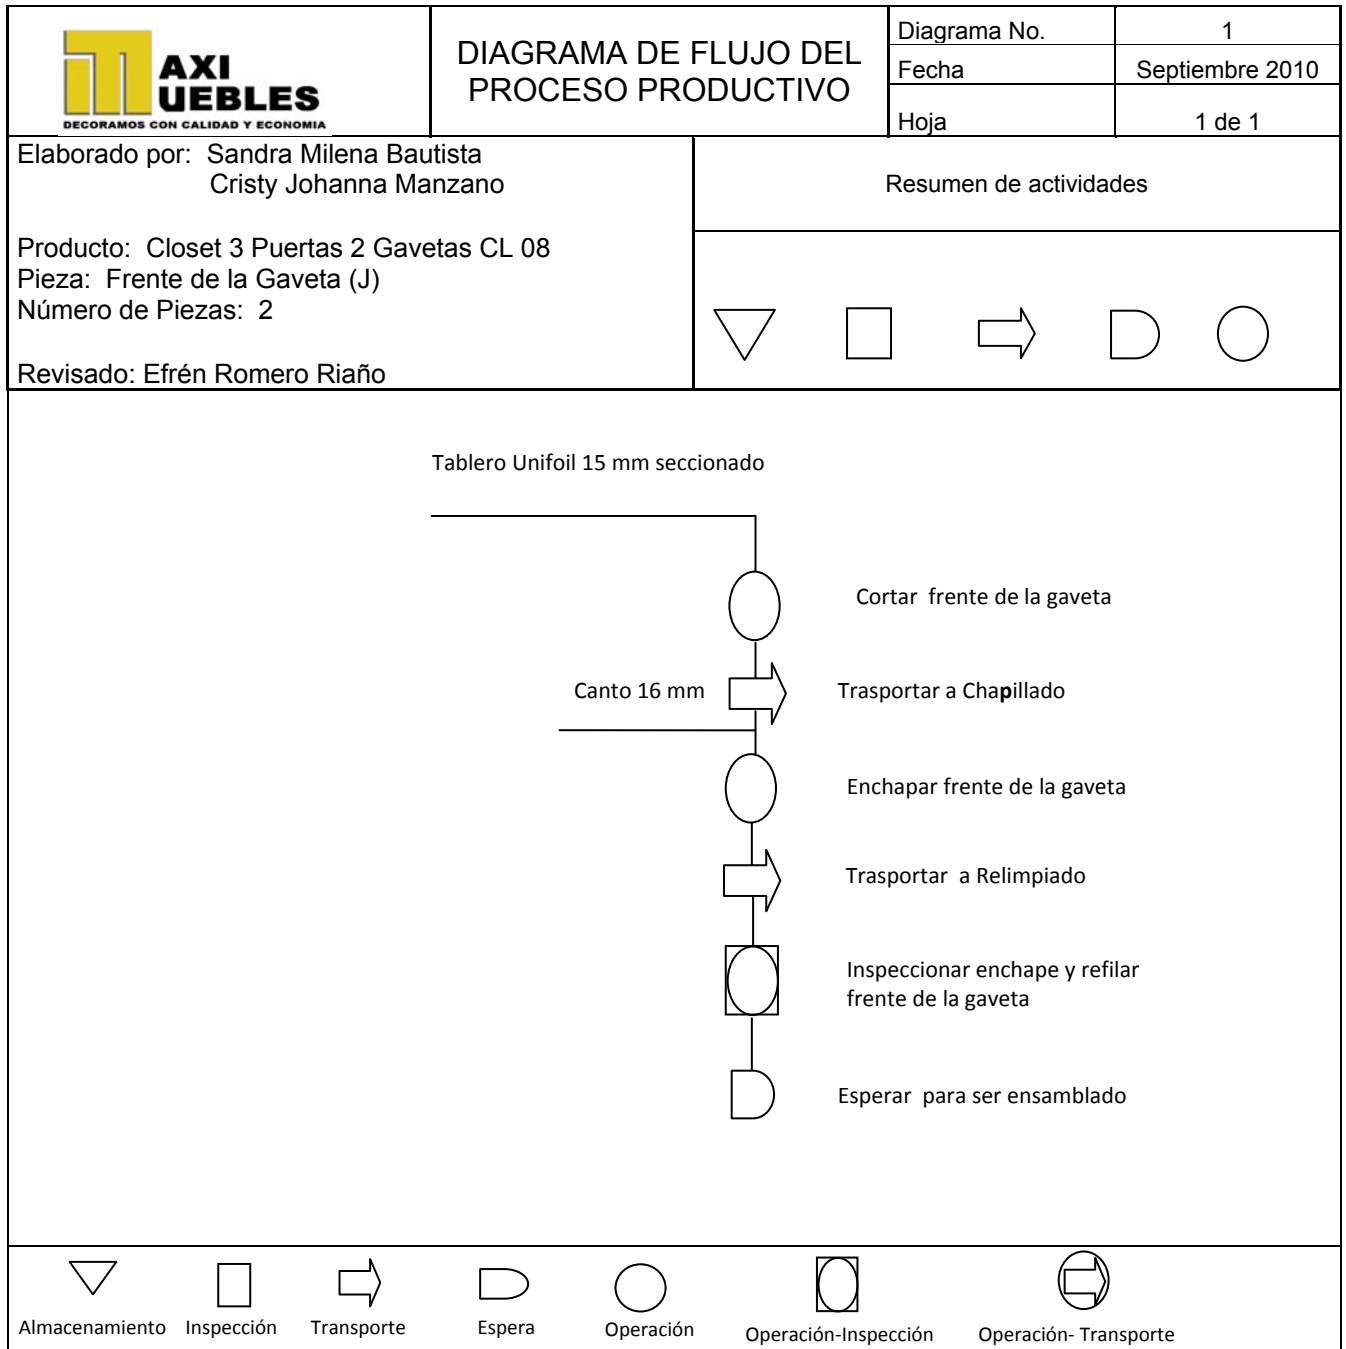 AXI
UEBLES
DECORAMOS CON CALIDAD Y ECONOMIA
DIAGRAMA DE FLUJO DEL
PROCESO PRODUCTIVO
Diagrama No. 1
Fecha Septiembre 2010
Hoja 1 de 1
Elaborado por: Sandra Milena Bautista
Cristy Johanna Manzano
Producto: Closet 3 Puertas 2 Gavetas CL 08
Pieza: Frente de la Gaveta (J)
Número de Piezas: 2
Revisado: Efrén Romero Riaño
Resumen de actividades
Tablero Unifoil 15 mm seccionado
Cortar frente de la gaveta
Canto 16 mm
Trasportar a Chapillado
Enchapar frente de la gaveta
Trasportar a Relimpiado
Inspeccionar enchape y refilar
frente de la gaveta
Esperar para ser ensamblado
Almacenamiento
Inspección
Transporte
Espera
Operación
Operación-Inspección
Operación- Transporte